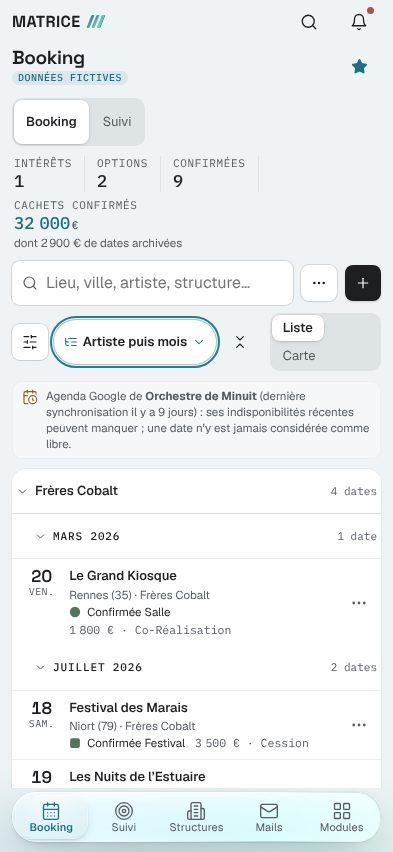 MATRICE
Booking
DONNÉES FICTIVES
Booking Suivi
INTÉRÊTS OPTIONS CONFIRMÉES
1 2 9
CACHETS CONFIRMÉS
32 000 €
dont 2 900 € de dates archivées
Lieu, ville, artiste, structure...
Artiste puis mois
Liste
Carte
Agenda Google de Orchestre de Minuit (dernière
synchronisation il y a 9 jours) : ses indisponibilités récentes
peuvent manquer ; une date n'y est jamais considérée comme
libre.
Frères Cobalt 4 dates
MARS 2026 1 date
20 Le Grand Kiosque
VEN. Rennes (35) · Frères Cobalt
Confirmée Salle
1 800 € · Co-Réalisation
JUILLET 2026 2 dates
18 Festival des Marais
SAM. Niort (79) · Frères Cobalt
Confirmée Festival 3 500 € · Cession
19 Les Nuits de l'Estuaire
Booking Suivi Structures Mails Modules